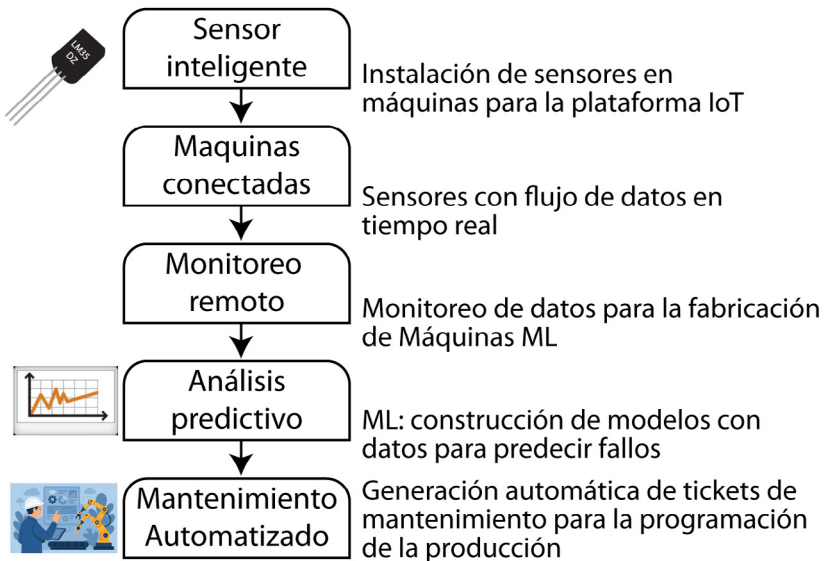 LM35
DZ
Sensor
inteligente
Instalación de sensores en
máquinas para la plataforma IoT
Maquinas
conectadas
Sensores con flujo de datos en
tiempo real
Monitoreo
remoto
Monitoreo de datos para la fabricación
de Máquinas ML
Análisis
predictivo
ML: construcción de modelos con
datos para predecir fallos
Mantenimiento
Automatizado
Generación automática de tickets de
mantenimiento para la programación
de la producción